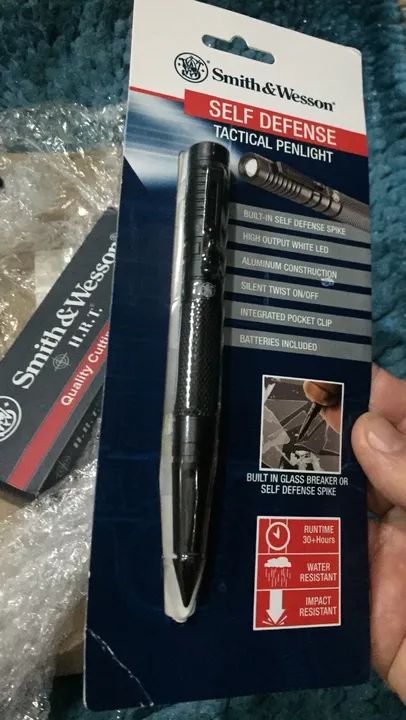 Smith & Wesson®
SELF DEFENSE
TACTICAL PENLIGHT
BUILT-IN SELF DEFENSE SPIKE
HIGH OUTPUT WHITE LED
ALUMINUM CONSTRUCTION
SILENT TWIST ON/OFF
INTEGRATED POCKET CLIP
BATTERIES INCLUDED
BUILT IN GLASS BREAKER OR
SELF DEFENSE SPIKE
RUNTIME
30+Hours
WATER
RESISTANT
IMPACT
RESISTANT
Smith & Wesson®
H.R.T.
Quality